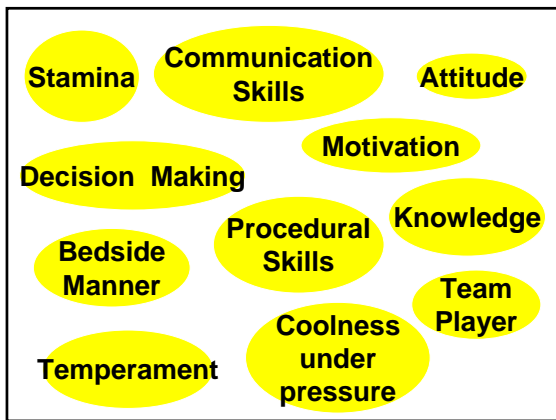 Stamina
Communication
Skills
Attitude
Motivation
Decision  Making
Knowledge
Procedural
Skills
Bedside
Manner
Team
Player
Coolness
under
pressure
Temperament